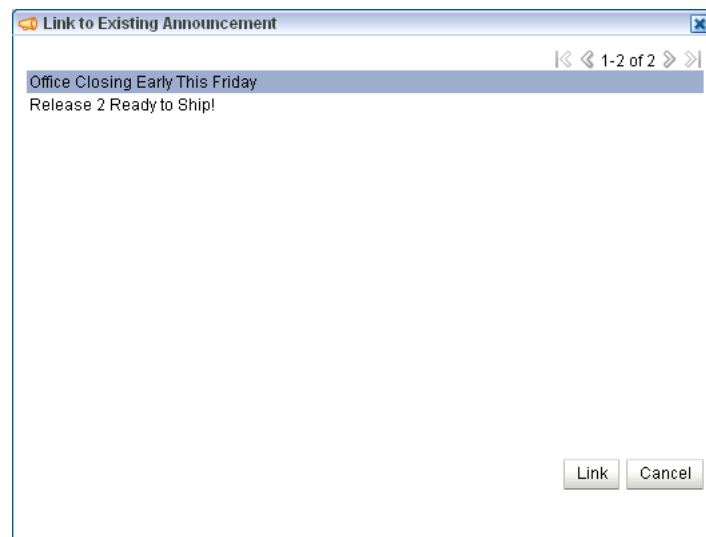 Link to Existing Announcement
1-2 of 2
Office Closing Early This Friday
Release 2 Ready to Ship!
Link Cancel